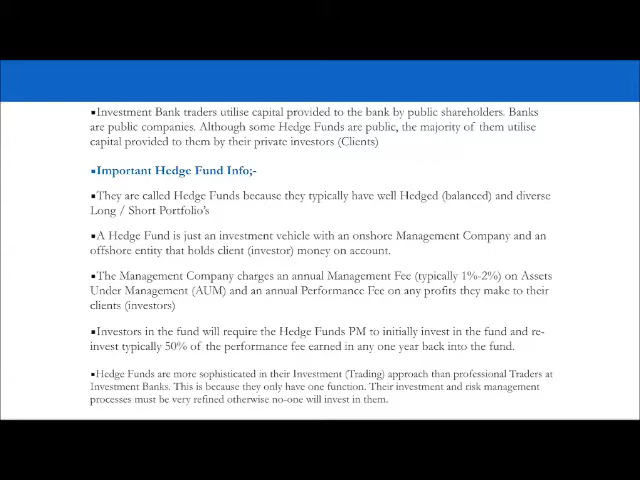 ▪Investment Bank traders utilise capital provided to the bank by public shareholders. Banks
are public companies. Although some Hedge Funds are public, the majority of them utilise
capital provided to them by their private investors (Clients)
▪Important Hedge Fund Info;-
▪They are called Hedge Funds because they typically have well Hedged (balanced) and diverse
Long / Short Portfolio's
▪A Hedge Fund is just an investment vehicle with an onshore Management Company and an
offshore entity that holds client (investor) money on account.
▪The Management Company charges an annual Management Fee (typically 1%-2%) on Assets
Under Management (AUM) and an annual Performance Fee on any profits they make to their
clients (investors)
▪Investors in the fund will require the Hedge Funds PM to initially invest in the fund and re-
invest typically 50% of the performance fee earned in any one year back into the fund.
▪Hedge Funds are more sophisticated in their Investment (Trading) approach than professional Traders at
Investment Banks. This is because they only have one function. Their investment and risk management
processes must be very refined otherwise no-one will invest in them.